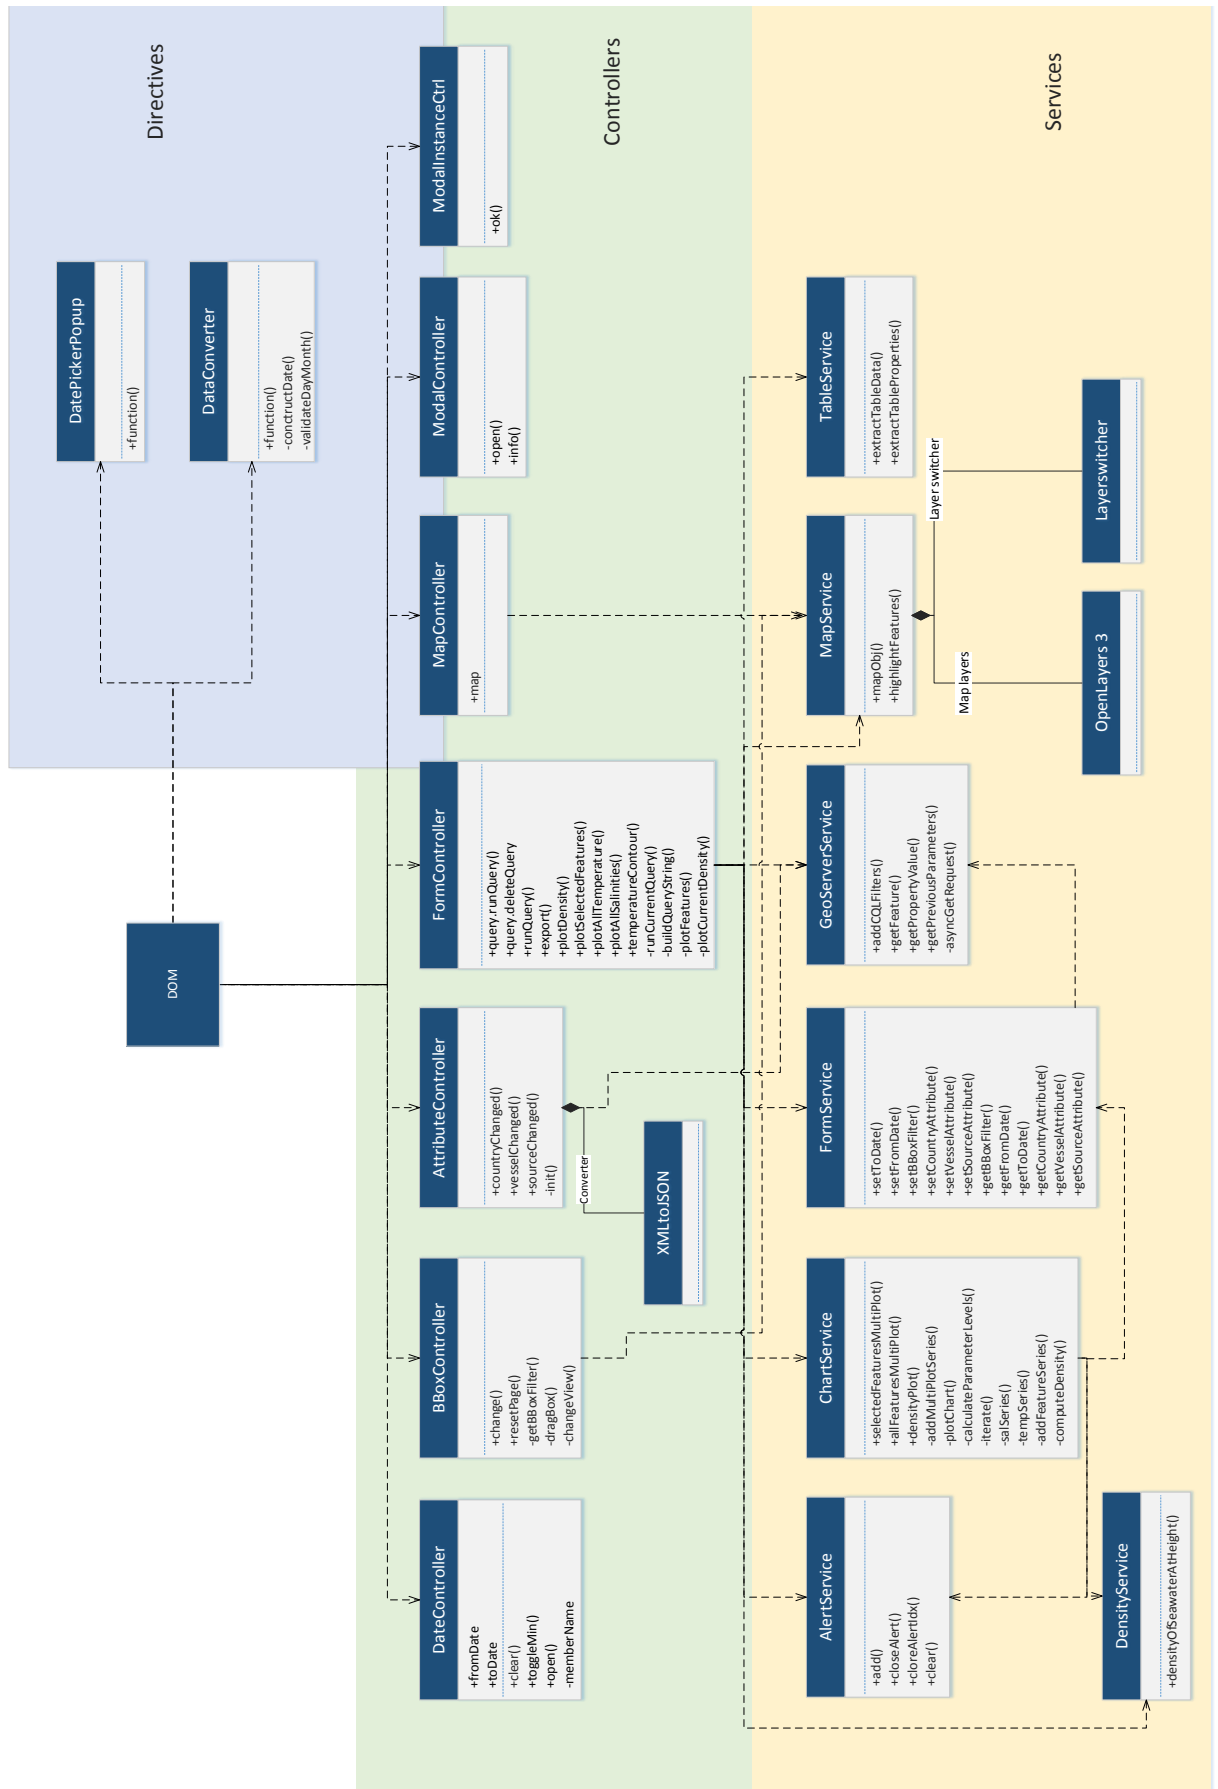 Directives
DatePickerPopup
+function()
DataConverter
+function()
-constructDate()
-validateDayMonth()
DOM
Controllers
DateController
+fromDate
+toDate
+clear()
+toggleMin()
+open()
-memberName
BBoxController
+change()
+resetPage()
-getBBoxFilter()
-dragBox()
-changeView()
AttributeController
+countryChanged()
+vesselChanged()
+sourceChanged()
-init()
Converter
XMLtoJSON
FormController
+query.runQuery()
+query.deleteQuery
+runQuery()
+export()
+plotDensity()
+plotSelectedFeatures()
+plotAllTemperature()
+plotAllSalinities()
+temperatureContour()
-runCurrentQuery()
-buildQueryString()
-plotFeatures()
-plotCurrentDensity()
MapController
+map
ModalController
+open()
+info()
ModalInstanceCtrl
+ok()
Services
AlertService
+add()
+closeAlert()
+cloreAlertIdx()
+clear()
ChartService
+selectedFeaturesMultiPlot()
+allFeaturesMultiPlot()
+densityPlot()
-addMultiPlotSeries()
-plotChart()
-calculateParameterLevels()
-iterate()
-salSeries()
-tempSeries()
-addFeatureSeries()
-computeDensity()
FormService
+setToDate()
+setFromDate()
+setBBoxFilter()
+setCountryAttribute()
+setVesselAttribute()
+setSourceAttribute()
+getBBoxFilter()
+getFromDate()
+getToDate()
+getCountryAttribute()
+getVesselAttribute()
+getSourceAttribute()
GeoServerService
+addCQLFilters()
+getFeature()
+getPropertyValue()
+getPreviousParameters()
-asyncGetRequest()
MapService
+mapObj()
+highlightFeatures()
TableService
+extractTableData()
+extractTableProperties()
Map layers
Layer switcher
DensityService
+densityOfSeawaterAtHeight()
OpenLayers 3
Layerswitcher